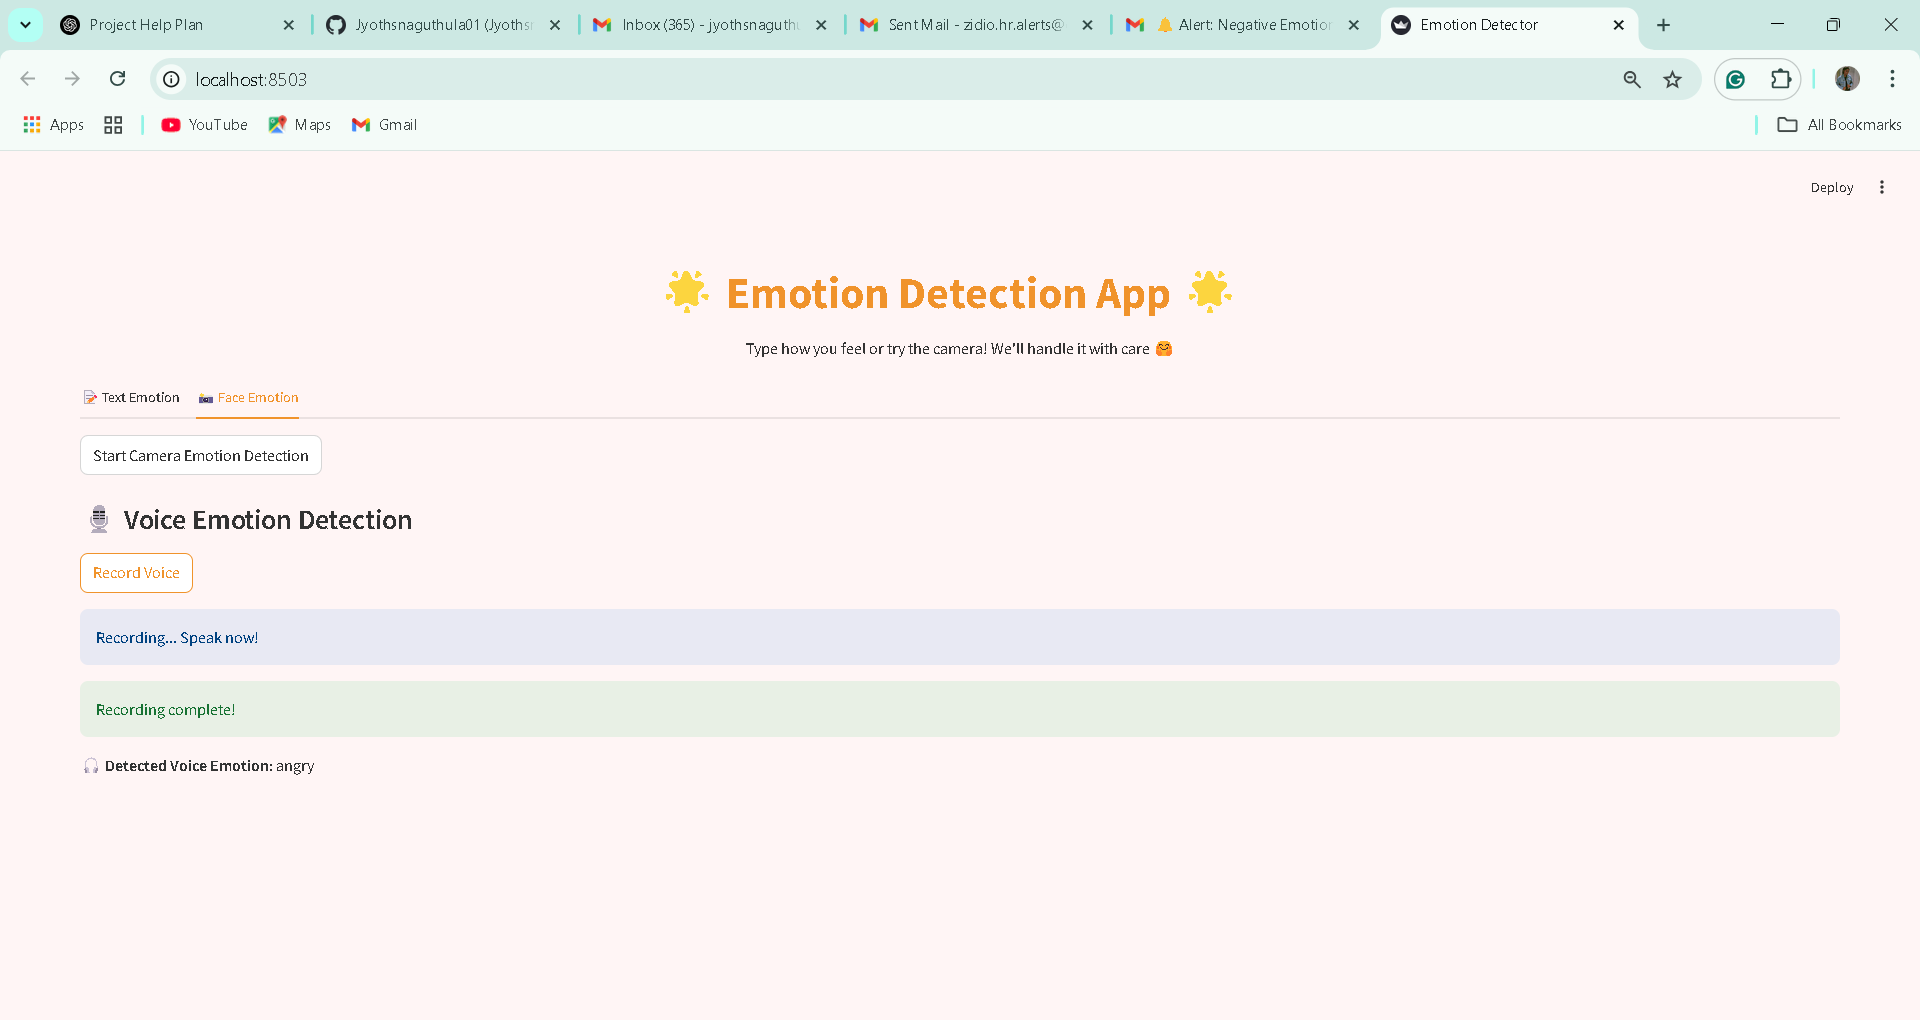 Project Help Plan
Jyothsnaguthula01 (Jyothsn
Inbox (365) - jyothsnaguthu
Sent Mail - zidio.hr.alerts@
Alert: Negative Emotion
Emotion Detector
localhost:8503
Apps
YouTube
Maps
Gmail
All Bookmarks
Deploy
Emotion Detection App
Type how you feel or try the camera! We'll handle it with care
Text Emotion
Face Emotion
Start Camera Emotion Detection
Voice Emotion Detection
Record Voice
Recording... Speak now!
Recording complete!
Detected Voice Emotion: angry